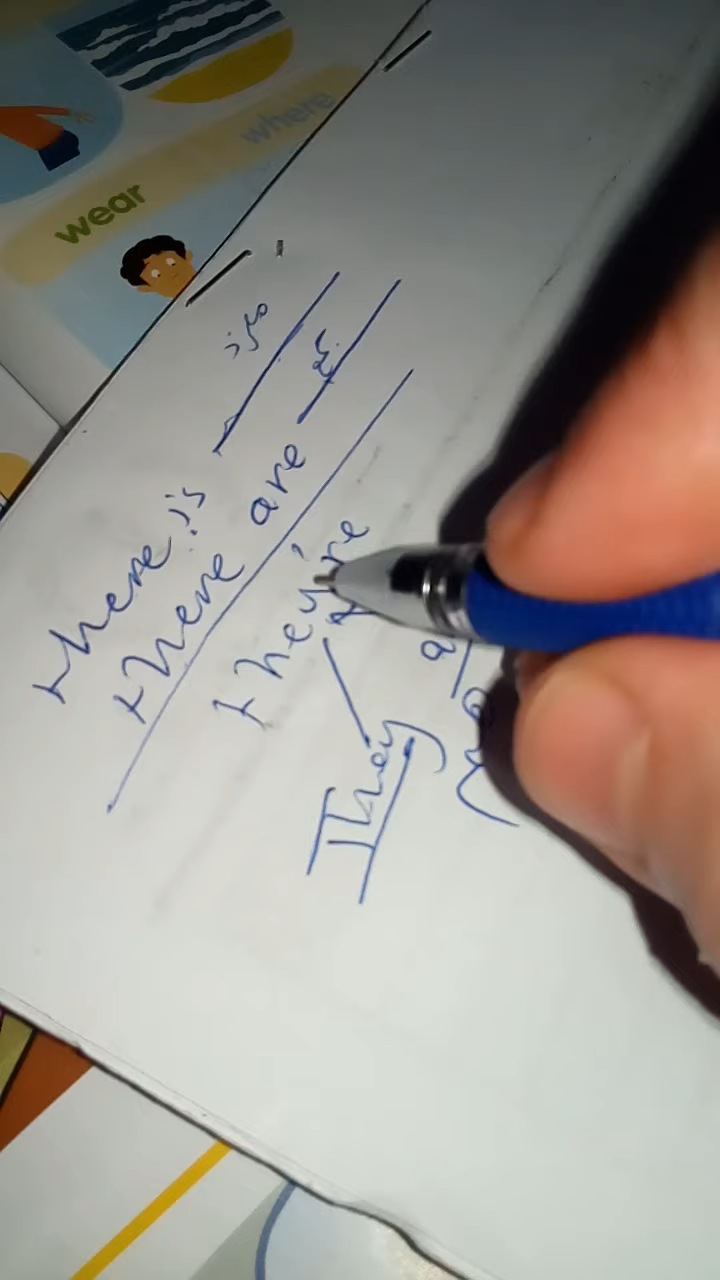 where
wear
there is مفرد
there are جمع
they're
They